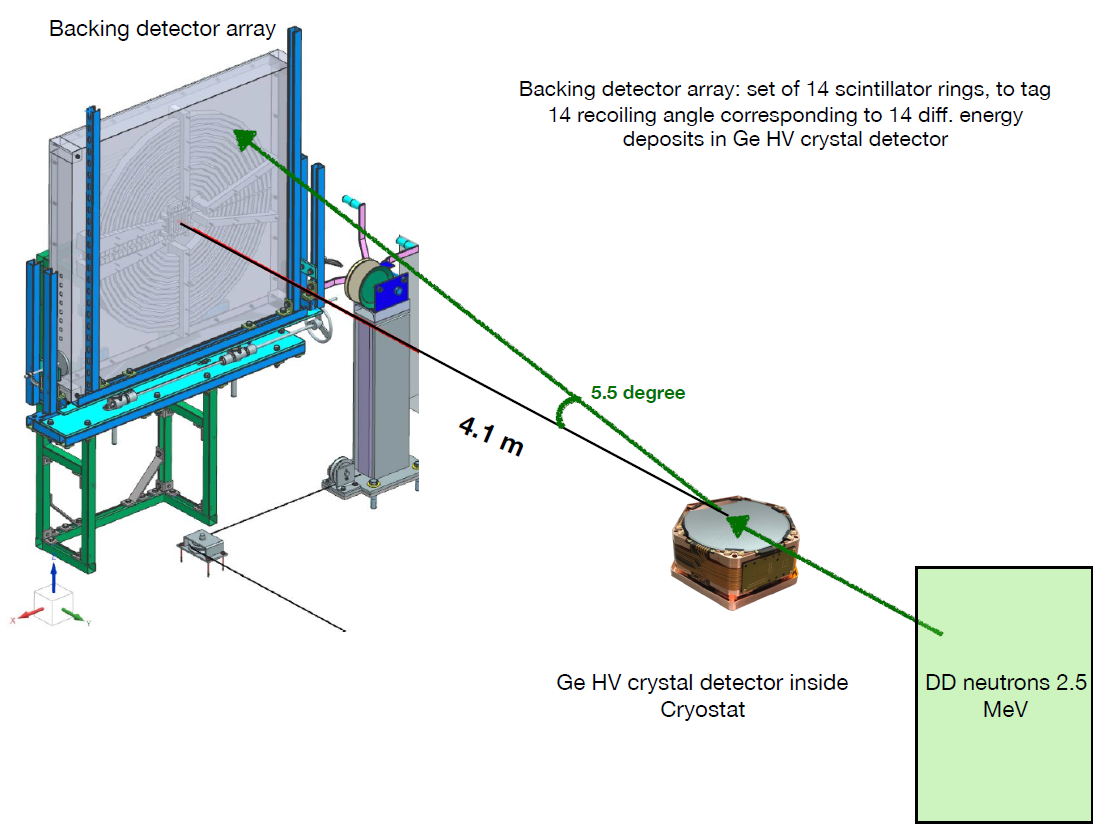 Backing detector array
Backing detector array: set of 14 scintillator rings, to tag
14 recoiling angle corresponding to 14 diff. energy
deposits in Ge HV crystal detector
5.5 degree
4.1 m
Ge HV crystal detector inside
Cryostat
DD neutrons 2.5
MeV
X
Y